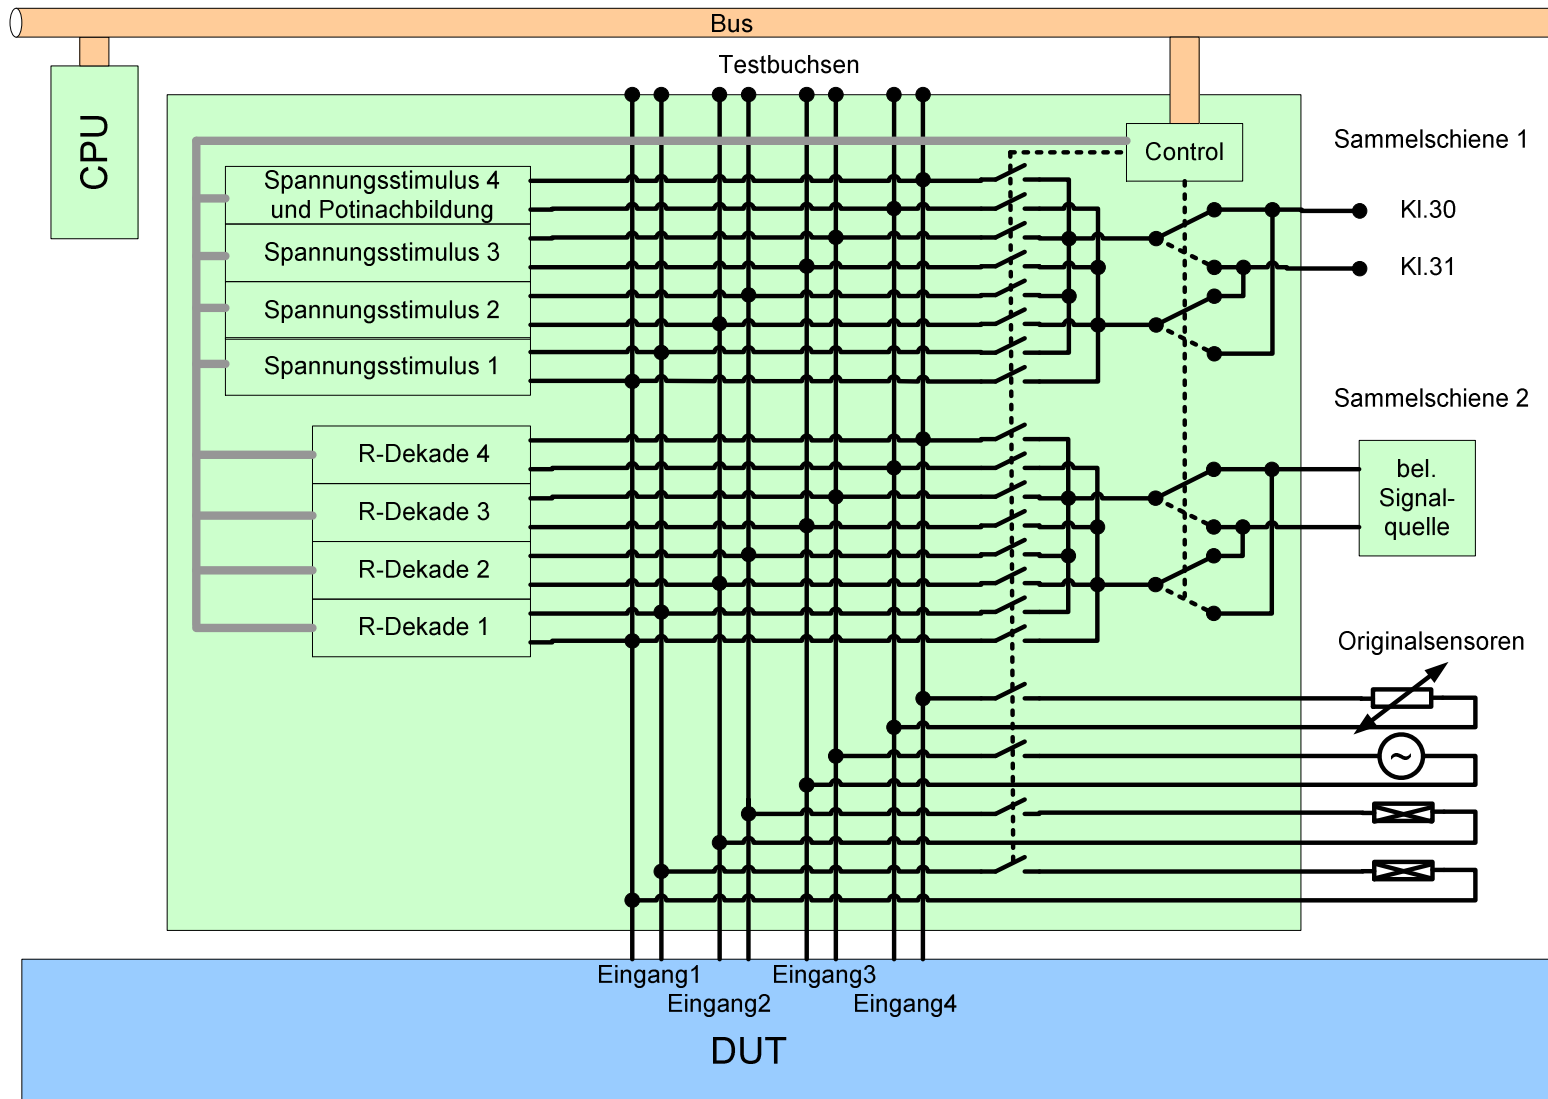 Bus
Testbuchsen
CPU
Control
Sammelschiene 1
Spannungsstimulus 4
und Potinachbildung
Kl.30
Spannungsstimulus 3
Kl.31
Spannungsstimulus 2
Spannungsstimulus 1
Sammelschiene 2
R-Dekade 4
bel.
Signal-
quelle
R-Dekade 3
R-Dekade 2
R-Dekade 1
Originalsensoren
~
Eingang1
Eingang3
Eingang2
Eingang4
DUT